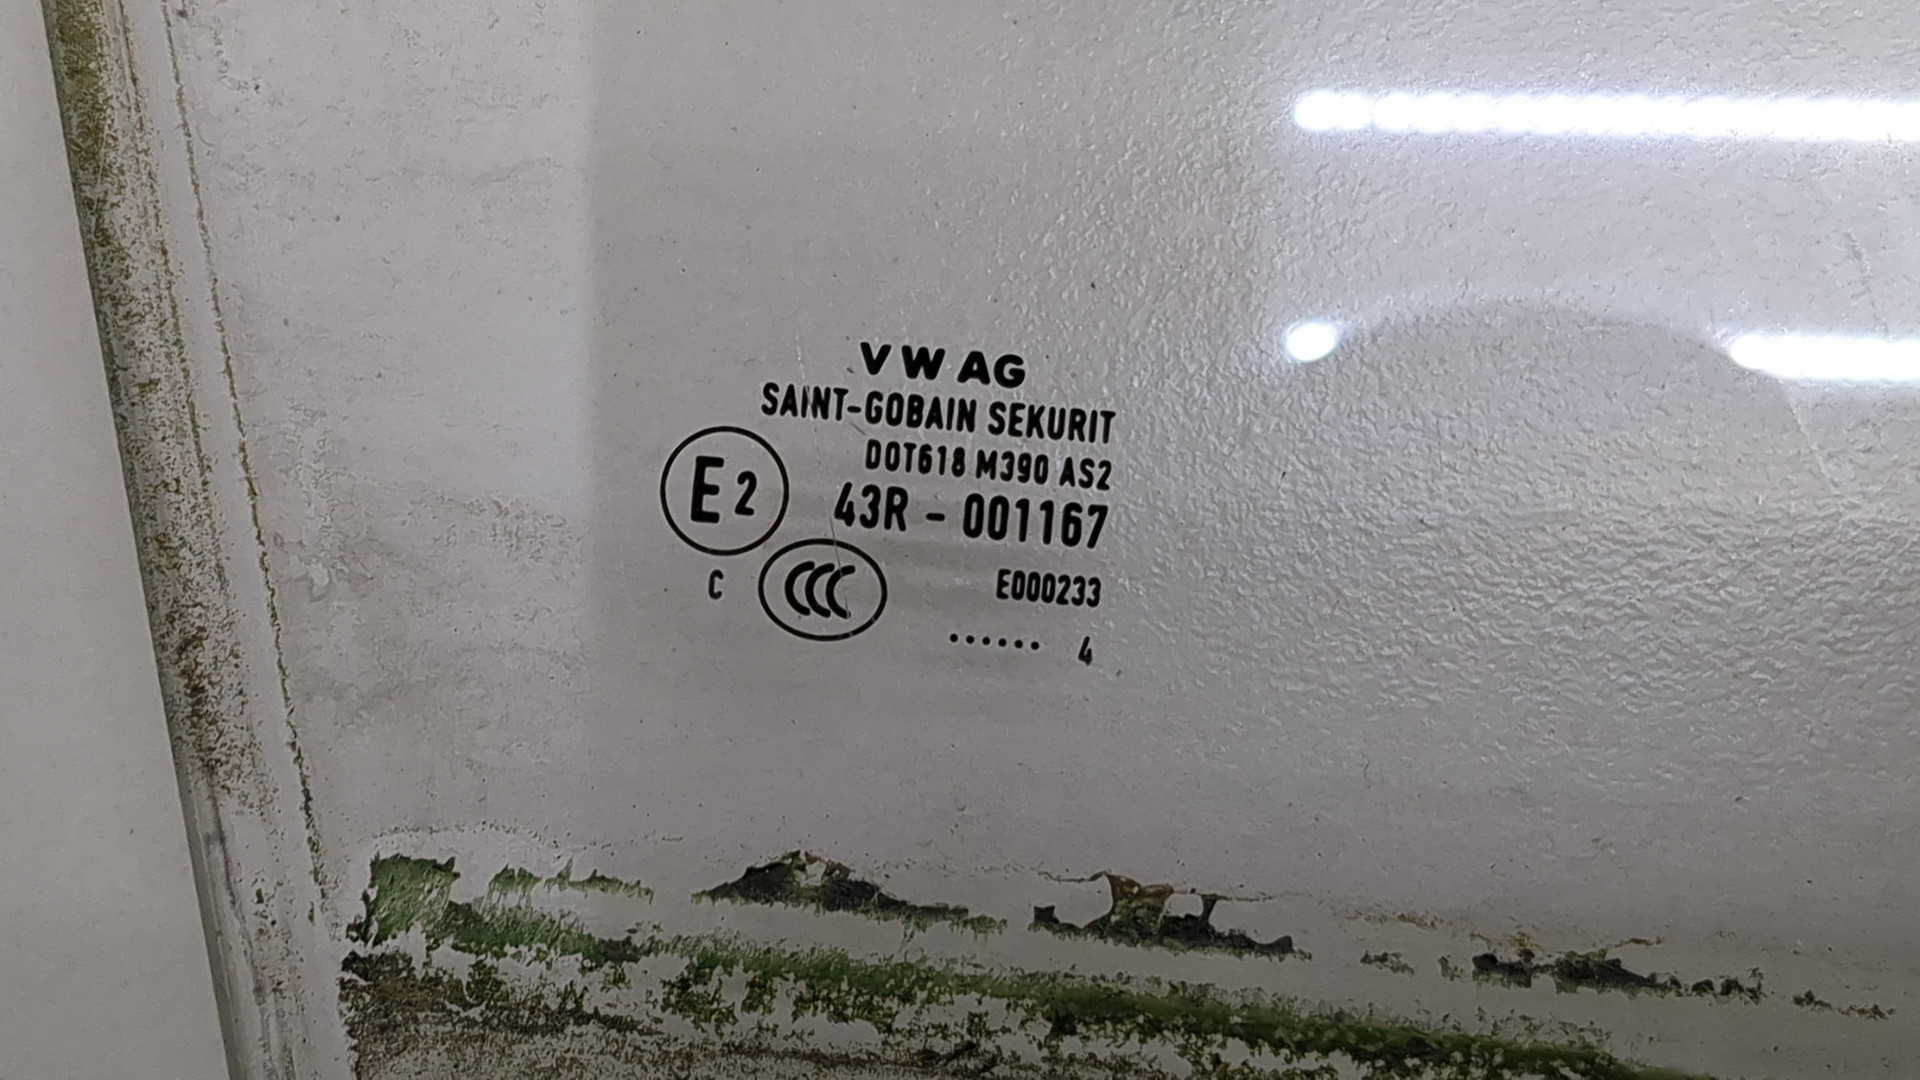 VW AG
SAINT-GOBAIN SEKURIT
DOT618 M390 AS2
E2 43R - 001167
C CCC E000233
...... 4